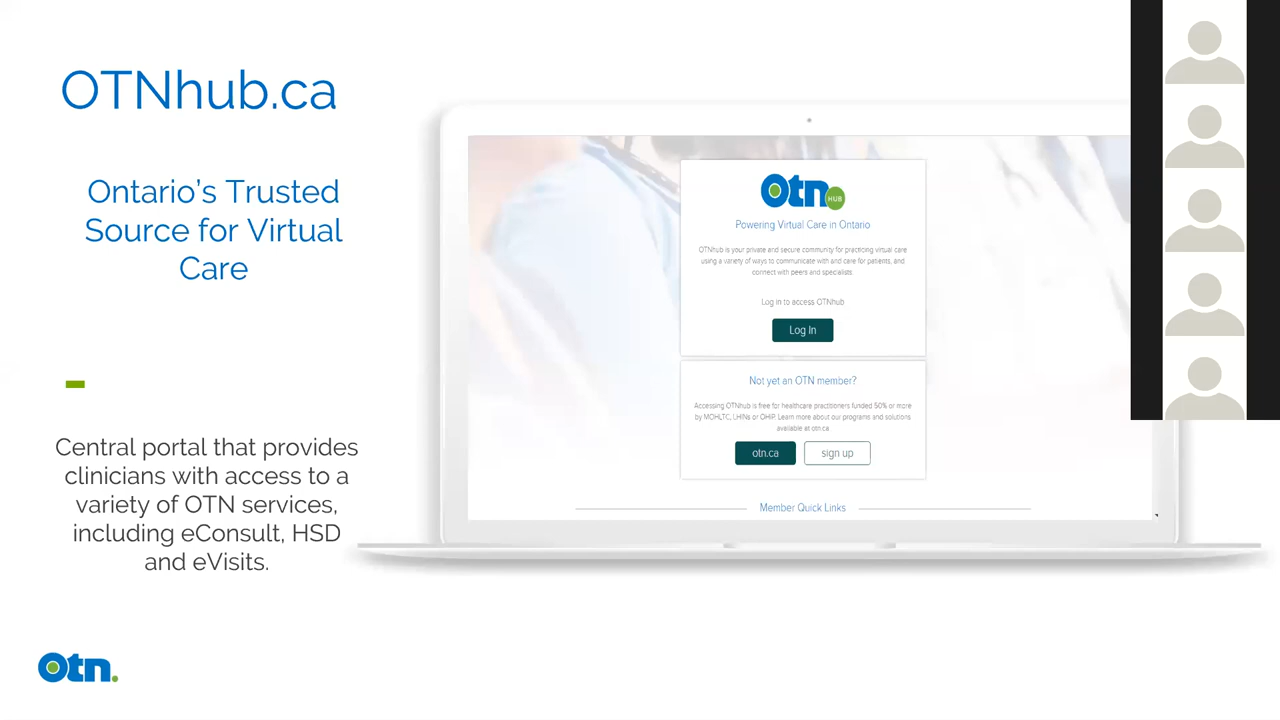 OTNhub.ca
Ontario’s Trusted
Source for Virtual
Care
Central portal that provides
clinicians with access to a
variety of OTN services,
including eConsult, HSD
and eVisits.
otn.
otn HUB
Powering Virtual Care in Ontario
OTNhub is your private and secure community for practicing virtual care
using a variety of ways to communicate with and care for patients, and
connect with peers and specialists.
Log in to access OTNhub
Log In
Not yet an OTN member?
Accessing OTNhub is free for healthcare practitioners funded 50% or more
by MOHLTC, LHINs or OHIP. Learn more about our programs and solutions
available at otn.ca
otn.ca
sign up
Member Quick Links